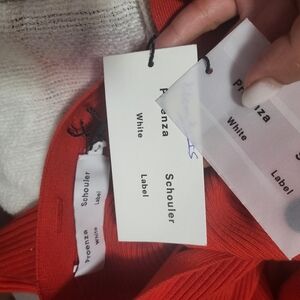 Proenza Schouler
White Label
Proenza Schouler
White Label
Proenza
White
Label